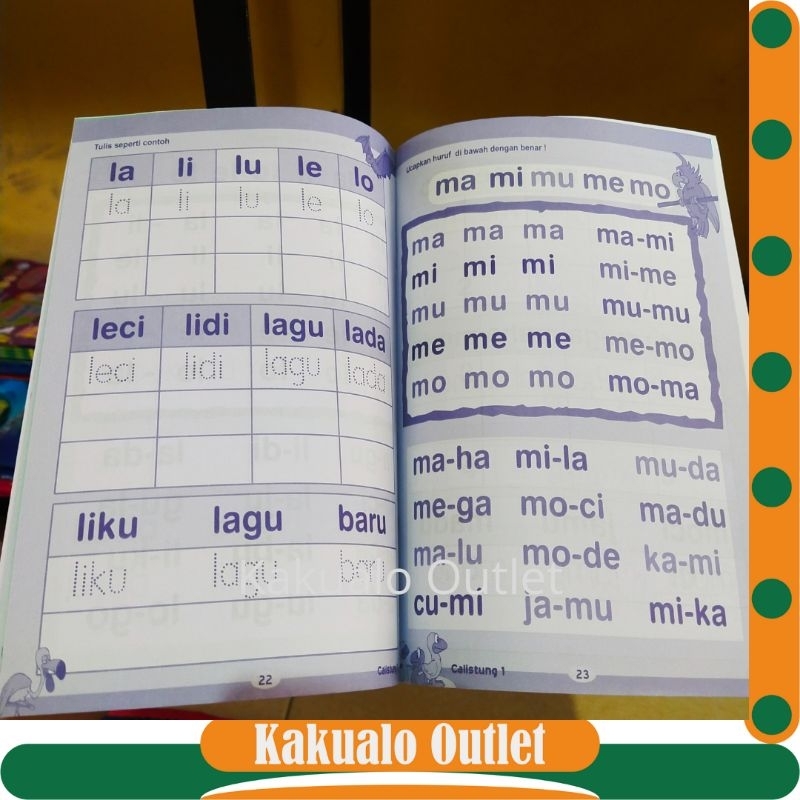 Tulis seperti contoh
la li lu le lo
la li lu le lo
leci lidi lagu lada
leci lidi lagu lada
liku lagu baru
liku lagu baru
22
Ucapkan huruf di bawah dengan benar !
ma mi mu me mo
ma ma ma ma-mi
mi mi mi mi-me
mu mu mu mu-mu
me me me me-mo
mo mo mo mo-ma
ma-ha mi-la mu-da
me-ga mo-ci ma-du
ma-lu mo-de ka-mi
cu-mi ja-mu mi-ka
Calistung 1 23
Kakualo Outlet
Kakualo Outlet